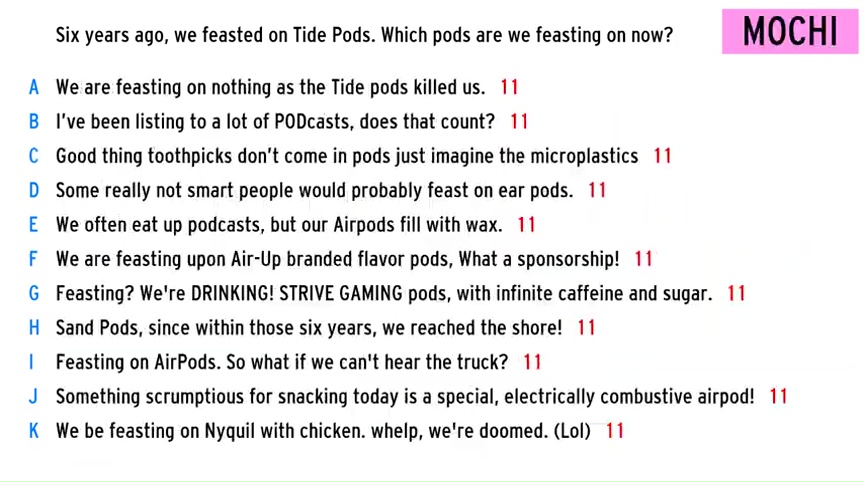 Six years ago, we feasted on Tide Pods. Which pods are we feasting on now?
MOCHI
A We are feasting on nothing as the Tide pods killed us. 11
B I've been listing to a lot of PODcasts, does that count? 11
C Good thing toothpicks don't come in pods just imagine the microplastics 11
D Some really not smart people would probably feast on ear pods. 11
E We often eat up podcasts, but our Airpods fill with wax. 11
F We are feasting upon Air-Up branded flavor pods, What a sponsorship! 11
G Feasting? We're DRINKING! STRIVE GAMING pods, with infinite caffeine and sugar. 11
H Sand Pods, since within those six years, we reached the shore! 11
I Feasting on AirPods. So what if we can't hear the truck? 11
J Something scrumptious for snacking today is a special, electrically combustive airpod! 11
K We be feasting on Nyquil with chicken. whelp, we're doomed. (Lol) 11